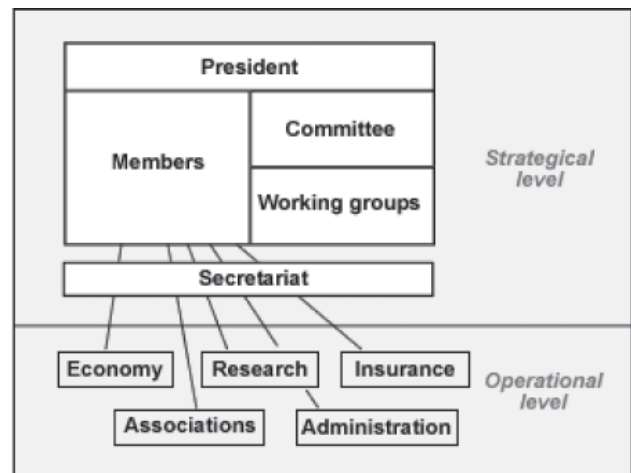 President
Members
Committee
Working groups
Strategical
level
Secretariat
Economy
Research
Insurance
Associations
Administration
Operational
level